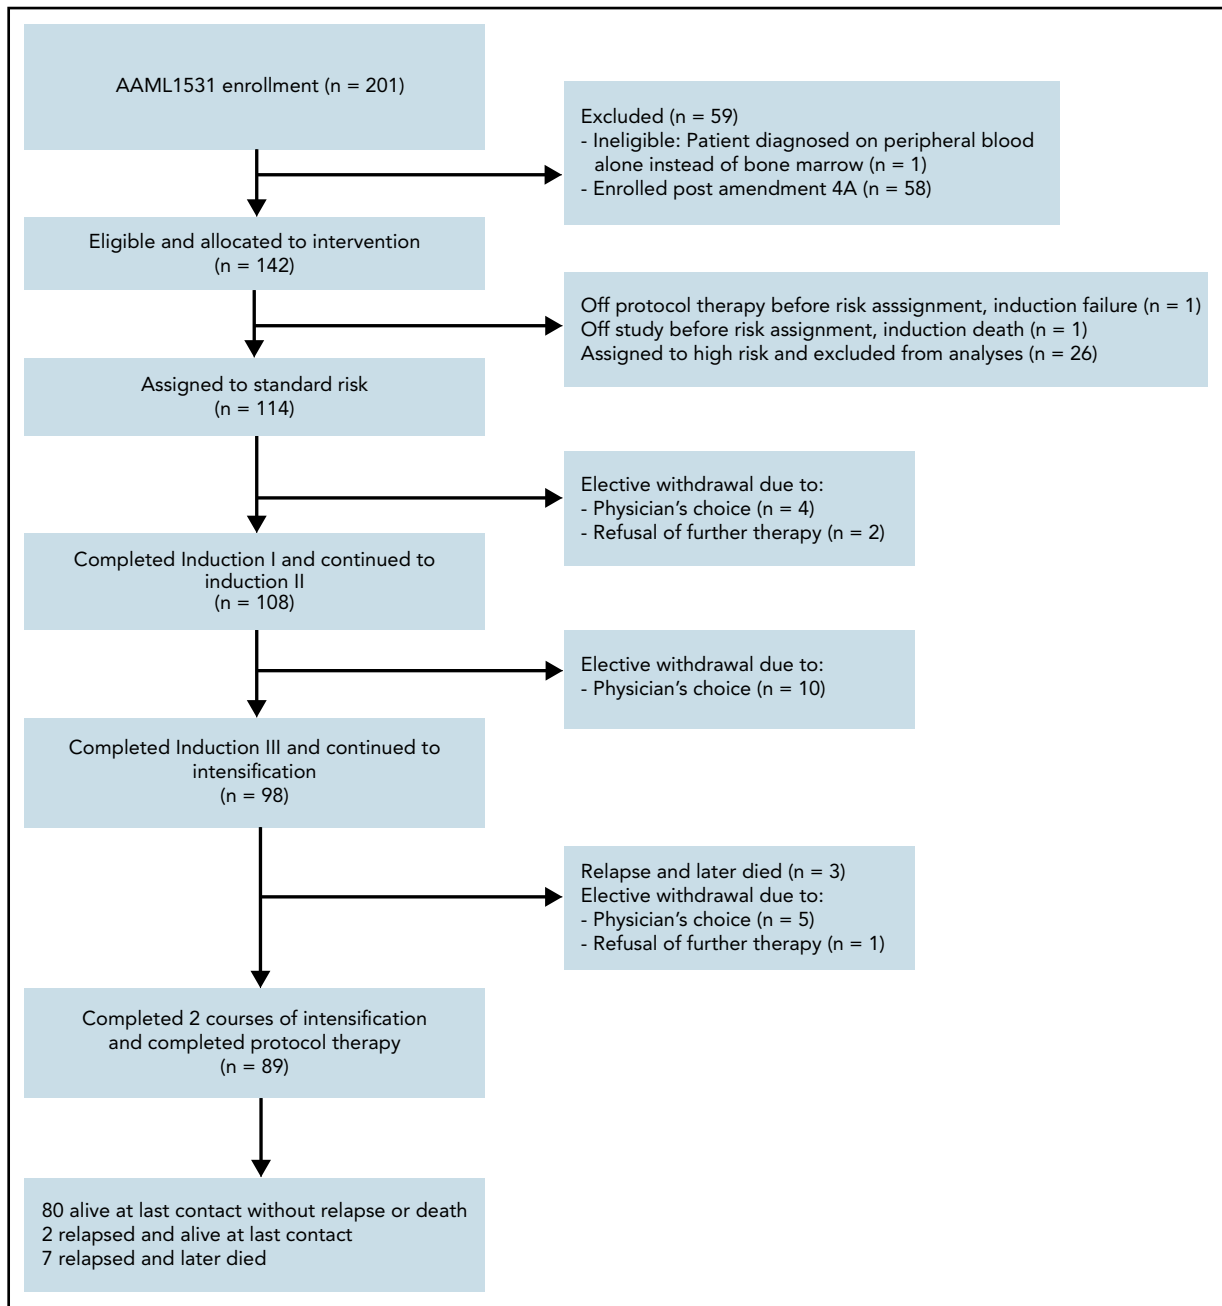 AAML1531 enrollment (n = 201)
Excluded (n = 59)
- Ineligible: Patient diagnosed on peripheral blood
alone instead of bone marrow (n = 1)
- Enrolled post amendment 4A (n = 58)
Eligible and allocated to intervention
(n = 142)
Off protocol therapy before risk asssignment, induction failure (n = 1)
Off study before risk assignment, induction death (n = 1)
Assigned to high risk and excluded from analyses (n = 26)
Assigned to standard risk
(n = 114)
Elective withdrawal due to:
- Physician’s choice (n = 4)
- Refusal of further therapy (n = 2)
Completed Induction I and continued to
induction II
(n = 108)
Elective withdrawal due to:
- Physician’s choice (n = 10)
Completed Induction III and continued to
intensification
(n = 98)
Relapse and later died (n = 3)
Elective withdrawal due to:
- Physician’s choice (n = 5)
- Refusal of further therapy (n = 1)
Completed 2 courses of intensification
and completed protocol therapy
(n = 89)
80 alive at last contact without relapse or death
2 relapsed and alive at last contact
7 relapsed and later died